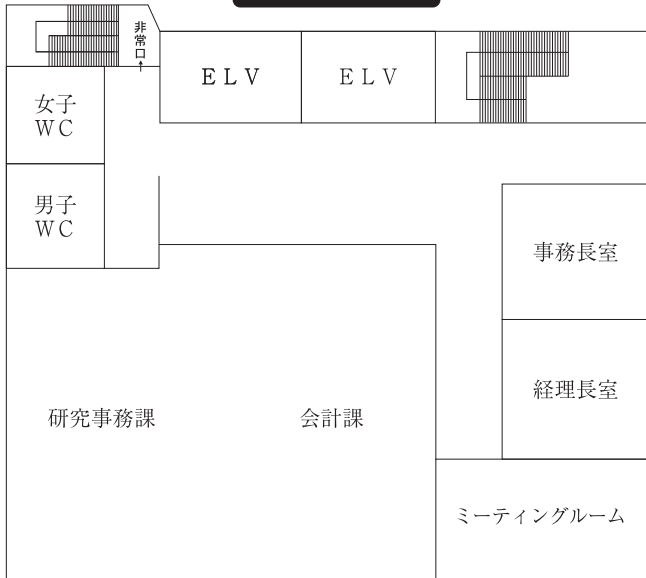 非常口↑
ELV
ELV
女子
WC
男子
WC
事務長室
経理長室
研究事務課
会計課
ミーティングルーム